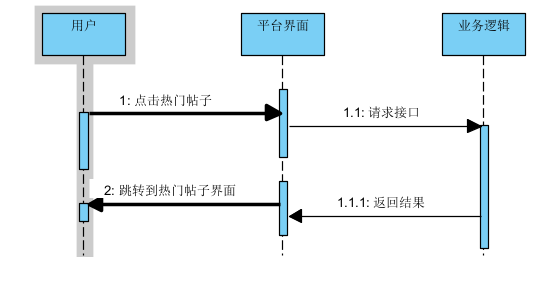 用户
平台界面
业务逻辑
1: 点击热门帖子
1.1: 请求接口
2: 跳转到热门帖子界面
1.1.1: 返回结果